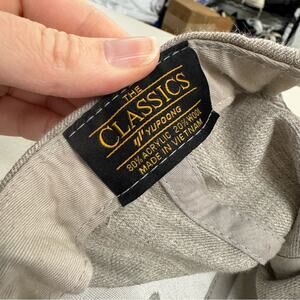 THE
CLASSICS
YUPOONG
80% ACRYLIC 20% WOOL
MADE IN VIETNAM